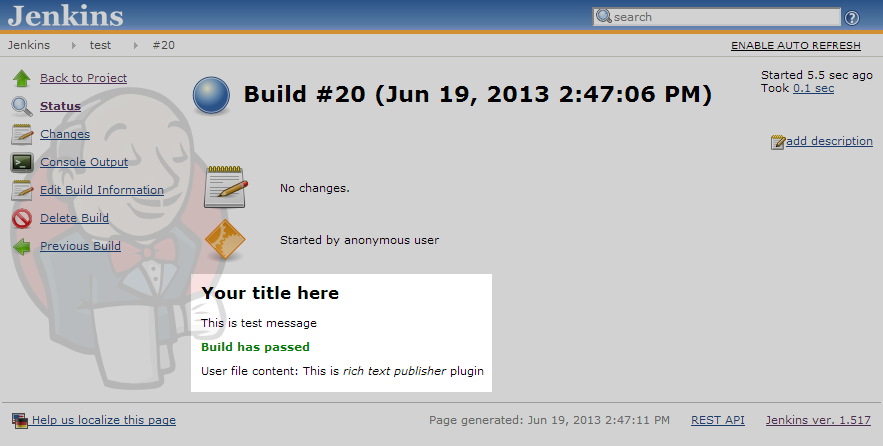 Jenkins
search
Jenkins test #20
ENABLE AUTO REFRESH
Back to Project
Status
Changes
Console Output
Edit Build Information
Delete Build
Previous Build
Build #20 (Jun 19, 2013 2:47:06 PM)
Started 5.5 sec ago
Took 0.1 sec
add description
No changes.
Started by anonymous user
Your title here
This is test message
Build has passed
User file content: This is rich text publisher plugin
Help us localize this page
Page generated: Jun 19, 2013 2:47:11 PM
REST API
Jenkins ver. 1.517